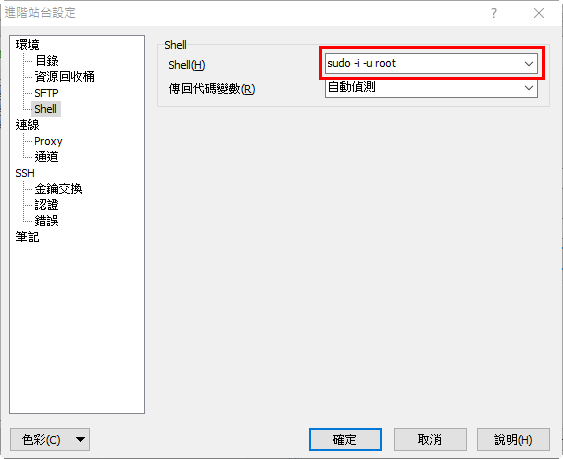 進階站台設定
環境
目錄
資源回收桶
SFTP
Shell
連線
Proxy
通道
SSH
金鑰交換
認證
錯誤
筆記
Shell
Shell(H) sudo -i -u root
傳回代碼變數(R) 自動偵測
色彩(C) 確定 取消 說明(H)